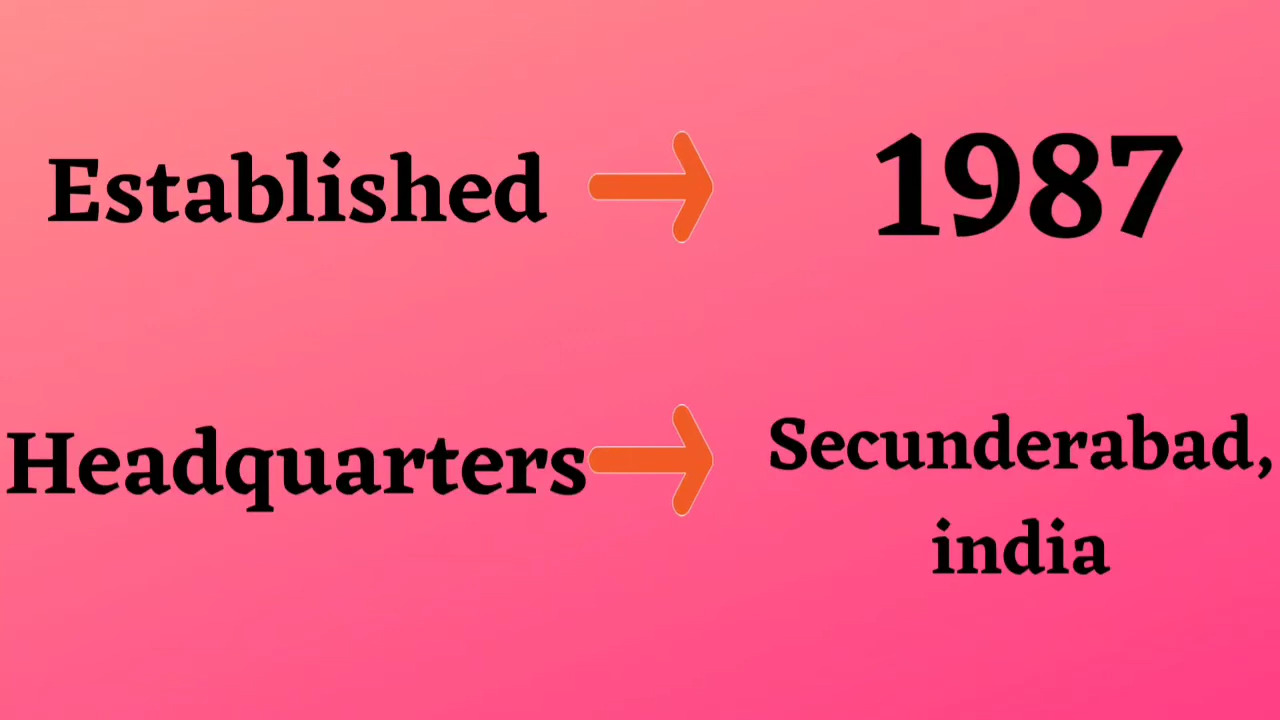 Established → 1987
Headquarters → Secunderabad,
india